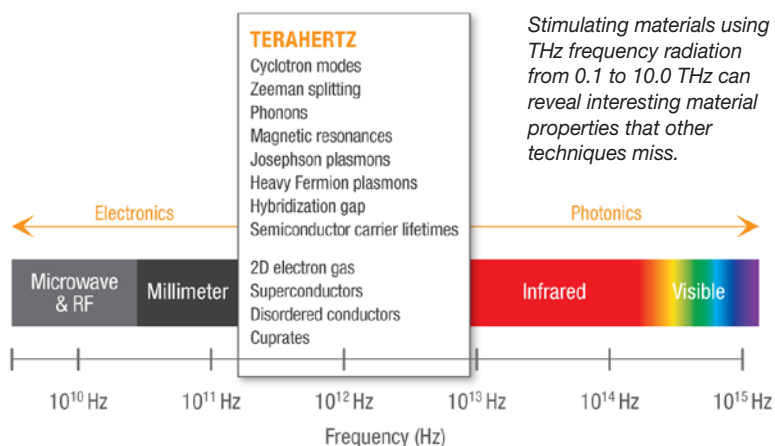 TERAHERTZ
Cyclotron modes
Zeeman splitting
Phonons
Magnetic resonances
Josephson plasmons
Heavy Fermion plasmons
Hybridization gap
Semiconductor carrier lifetimes
2D electron gas
Superconductors
Disordered conductors
Cuprates
Stimulating materials using
THz frequency radiation
from 0.1 to 10.0 THz can
reveal interesting material
properties that other
techniques miss.
Electronics
Photonics
Microwave
& RF
Millimeter
Infrared
Visible
10¹⁰ Hz
10¹¹ Hz
10¹² Hz
10¹³ Hz
10¹⁴ Hz
10¹⁵ Hz
Frequency (Hz)